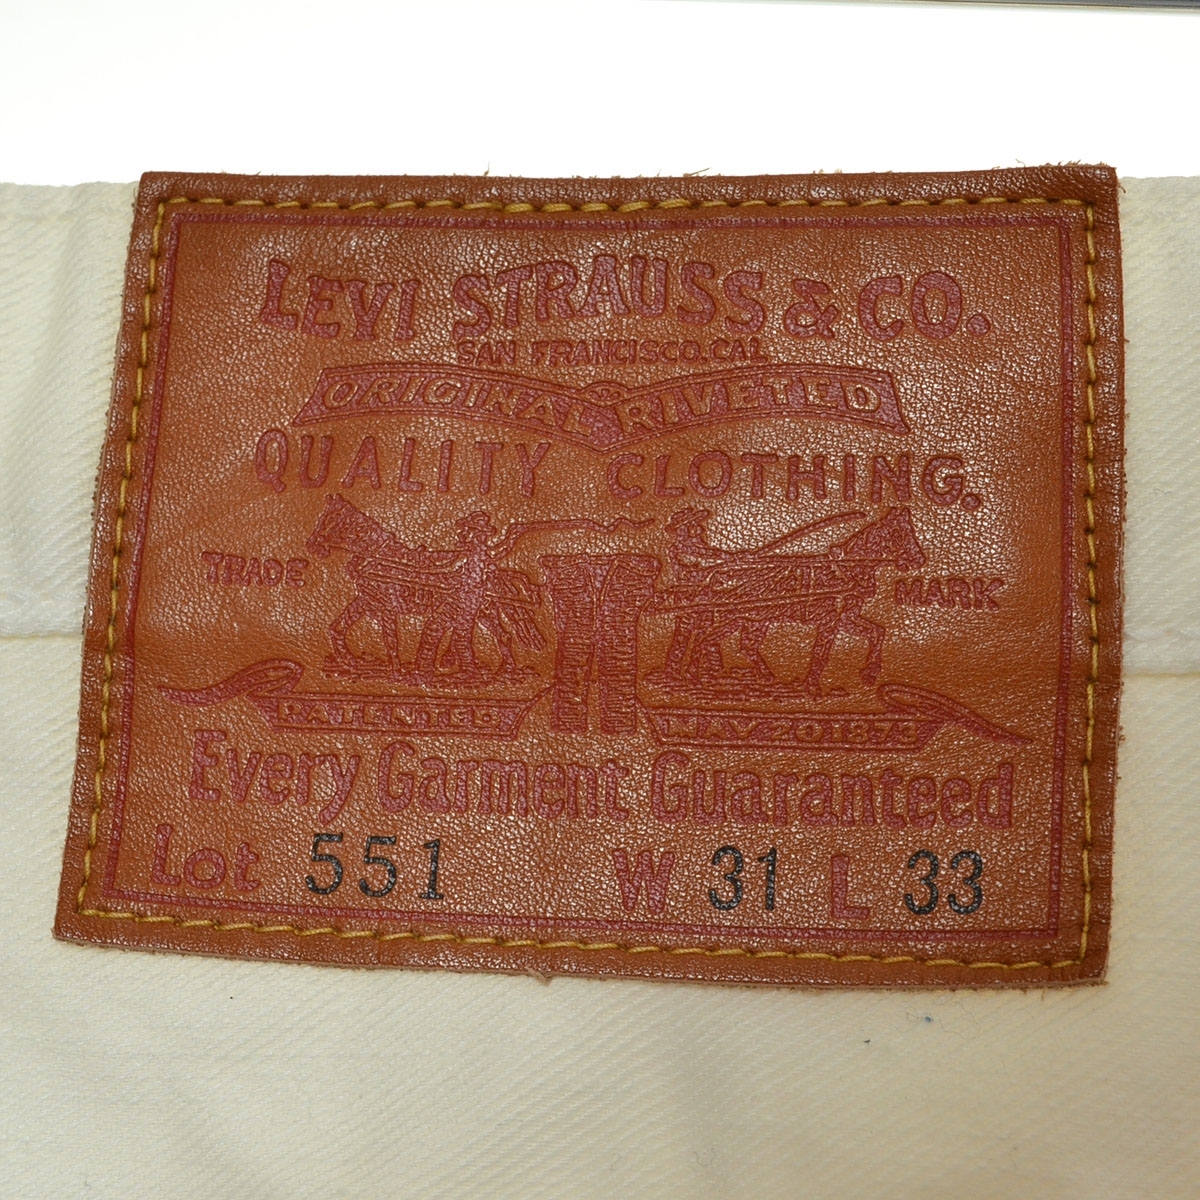 LEVI STRAUSS & CO.
SAN FRANCISCO.CAL
ORIGINAL RIVETED
QUALITY CLOTHING.
TRADE MARK
PATENTED MAY 20 1873
Every Garment Guaranteed
Lot 551 W 31 L 33